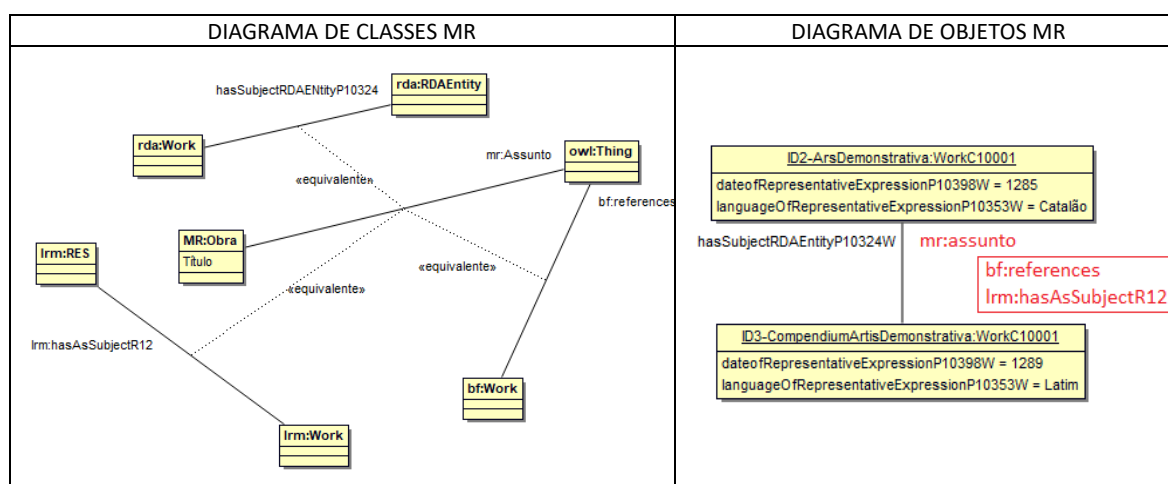 DIAGRAMA DE CLASSES MR
DIAGRAMA DE OBJETOS MR
rda:RDAEntity
hasSubjectRDAENtityP10324
rda:Work
mr:Assunto
owl:Thing
«equivalente»
bf:references
MR:Obra
Título
lrm:RES
«equivalente»
«equivalente»
lrm:hasAsSubjectR12
bf:Work
lrm:Work
ID2-ArsDemonstrativa:WorkC10001
dateofRepresentativeExpressionP10398W = 1285
languageOfRepresentativeExpressionP10353W = Catalão
hasSubjectRDAEntityP10324W
mr:assunto
bf:references
lrm:hasAsSubjectR12
ID3-CompendiumArtisDemonstrativa:WorkC10001
dateofRepresentativeExpressionP10398W = 1289
languageOfRepresentativeExpressionP10353W = Latim